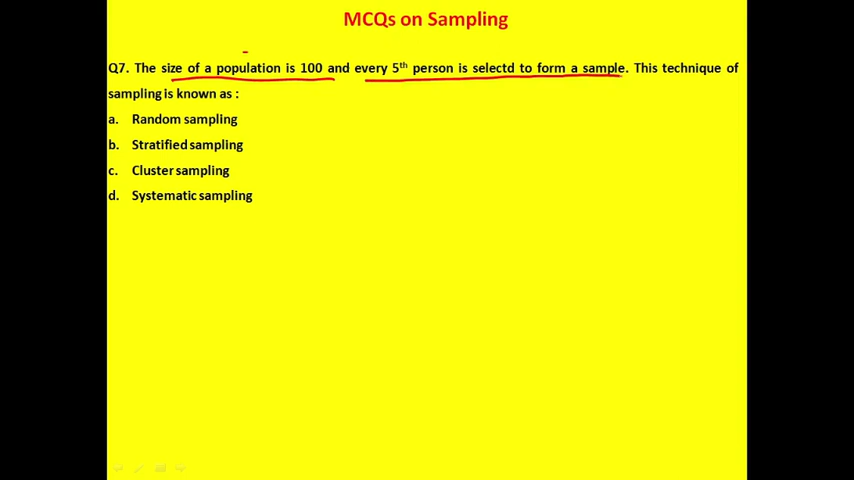 MCQs on Sampling
Q7. The size of a population is 100 and every 5th person is selectd to form a sample. This technique of
sampling is known as :
a. Random sampling
b. Stratified sampling
c. Cluster sampling
d. Systematic sampling